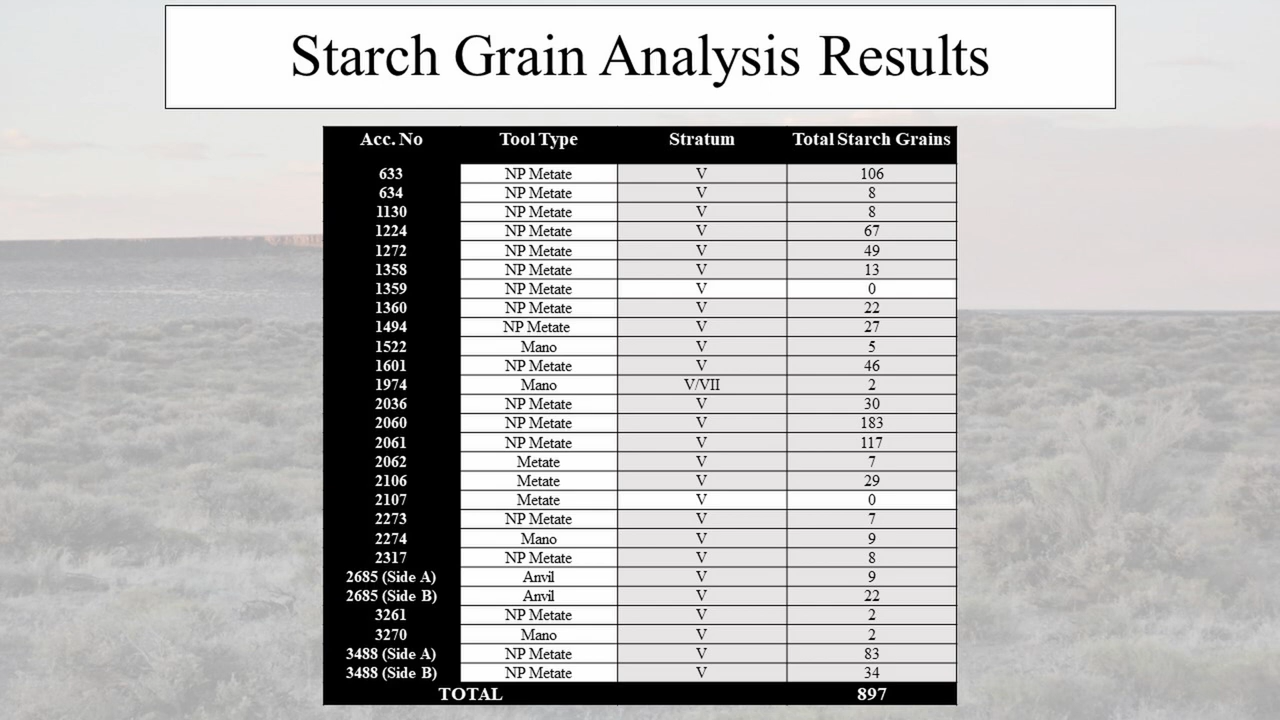 Starch Grain Analysis Results
Acc. No Tool Type Stratum Total Starch Grains
633 NP Metate V 106
634 NP Metate V 8
1130 NP Metate V 8
1224 NP Metate V 67
1272 NP Metate V 49
1358 NP Metate V 13
1359 NP Metate V 0
1360 NP Metate V 22
1494 NP Metate V 27
1522 Mano V 5
1601 NP Metate V 46
1974 Mano V/VII 2
2036 NP Metate V 30
2060 NP Metate V 183
2061 NP Metate V 117
2062 Metate V 7
2106 Metate V 29
2107 Metate V 0
2273 NP Metate V 7
2274 Mano V 9
2317 NP Metate V 8
2685 (Side A) Anvil V 9
2685 (Side B) Anvil V 22
3261 NP Metate V 2
3270 Mano V 2
3488 (Side A) NP Metate V 83
3488 (Side B) NP Metate V 34
TOTAL 897